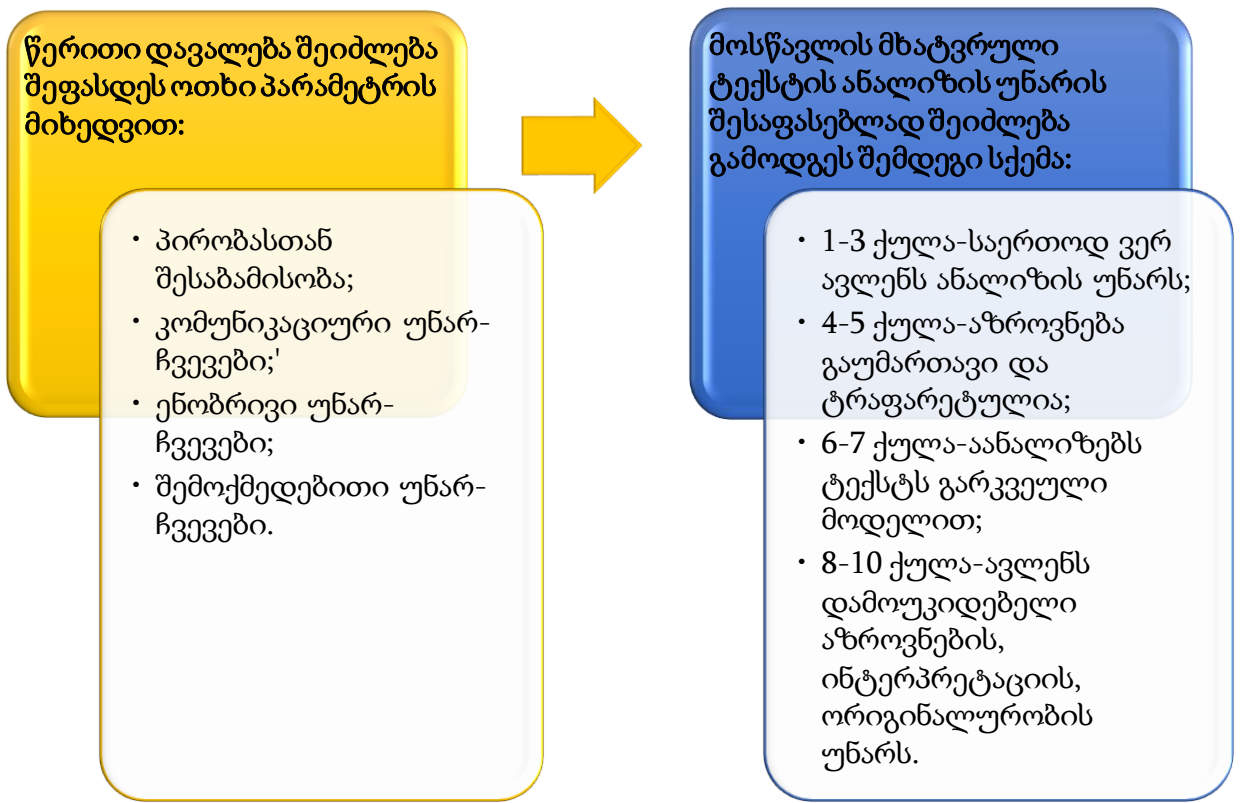 წერითი დავალება შეიძლება
შეფასდეს ოთხი პარამეტრის
მიხედვით:
• პირობასთან
შესაბამისობა;
• კომუნიკაციური უნარ-
ჩვევები;'
• ენობრივი უნარ-
ჩვევები;
• შემოქმედებითი უნარ-
ჩვევები.
მოსწავლის მხატვრული
ტექსტის ანალიზის უნარის
შესაფასებლად შეიძლება
გამოდგეს შემდეგი სქემა:
• 1-3 ქულა-საერთოდ ვერ
ავლენს ანალიზის უნარს;
• 4-5 ქულა-აზროვნება
გაუმართავი და
ტრაფარეტულია;
• 6-7 ქულა-აანალიზებს
ტექსტს გარკვეული
მოდელით;
• 8-10 ქულა-ავლენს
დამოუკიდებელი
აზროვნების,
ინტერპრეტაციის,
ორიგინალურობის
უნარს.